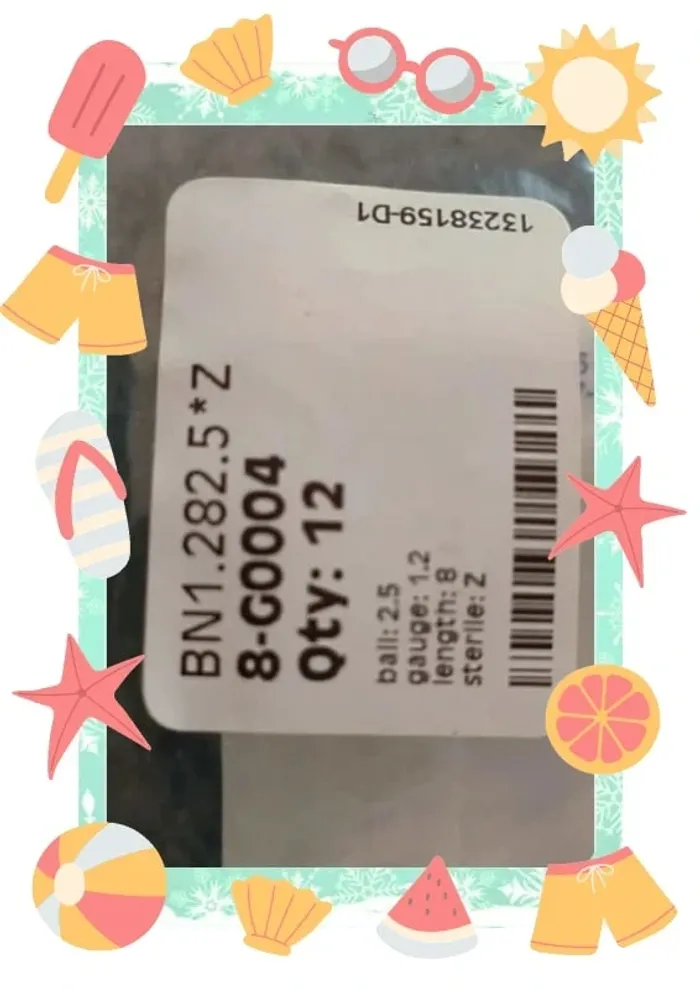 13238159-D1
BN1.282.5*Z
8-G0004
Qty: 12
ball: 2.5
gauge: 1.2
length: 8
sterile: Z